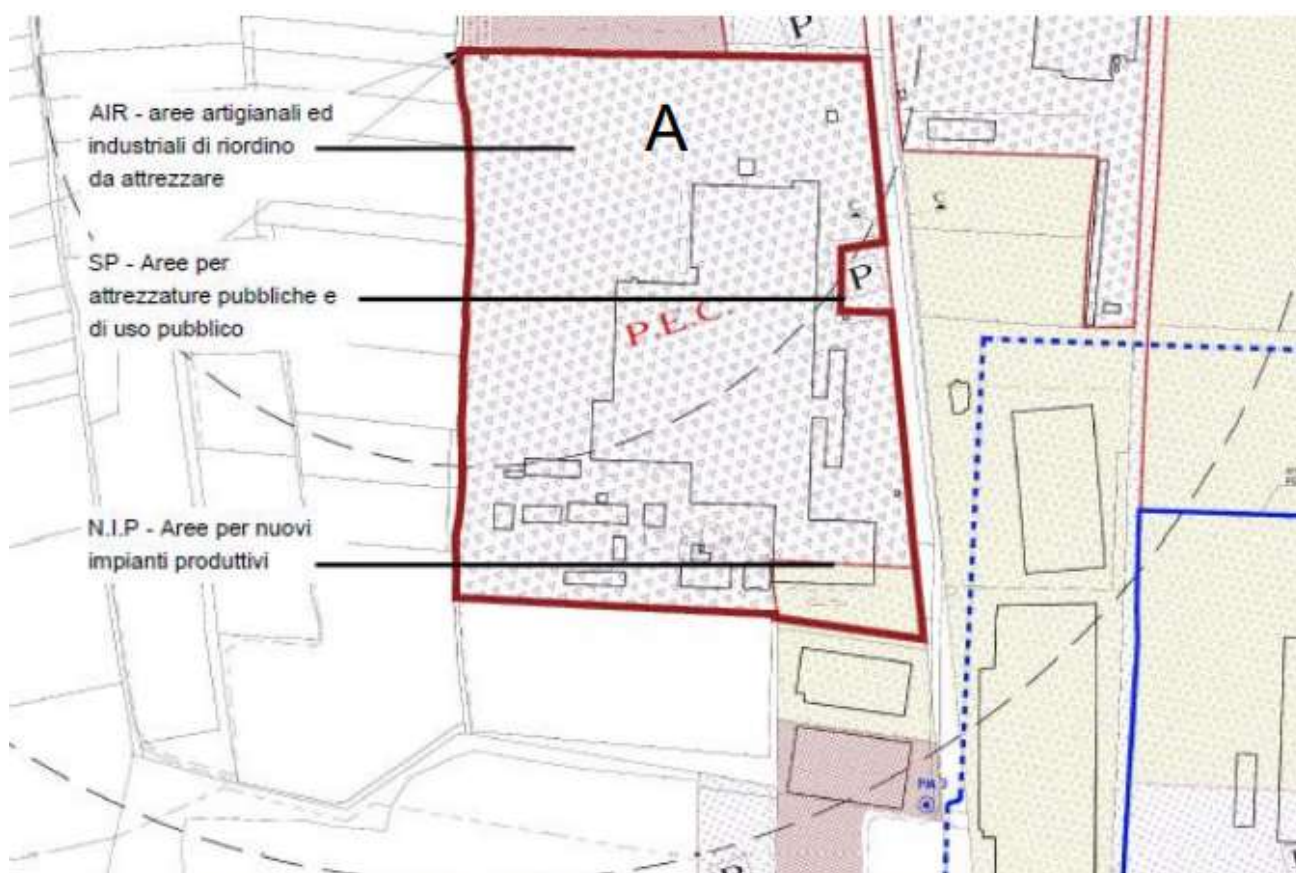 P
A
AIR - aree artigianali ed
industriali di riordino
da attrezzare
C
C
SP - Aree per
attrezzature pubbliche e
di uso pubblico
P
P.E.C.
N.I.P - Aree per nuovi
impianti produttivi
P